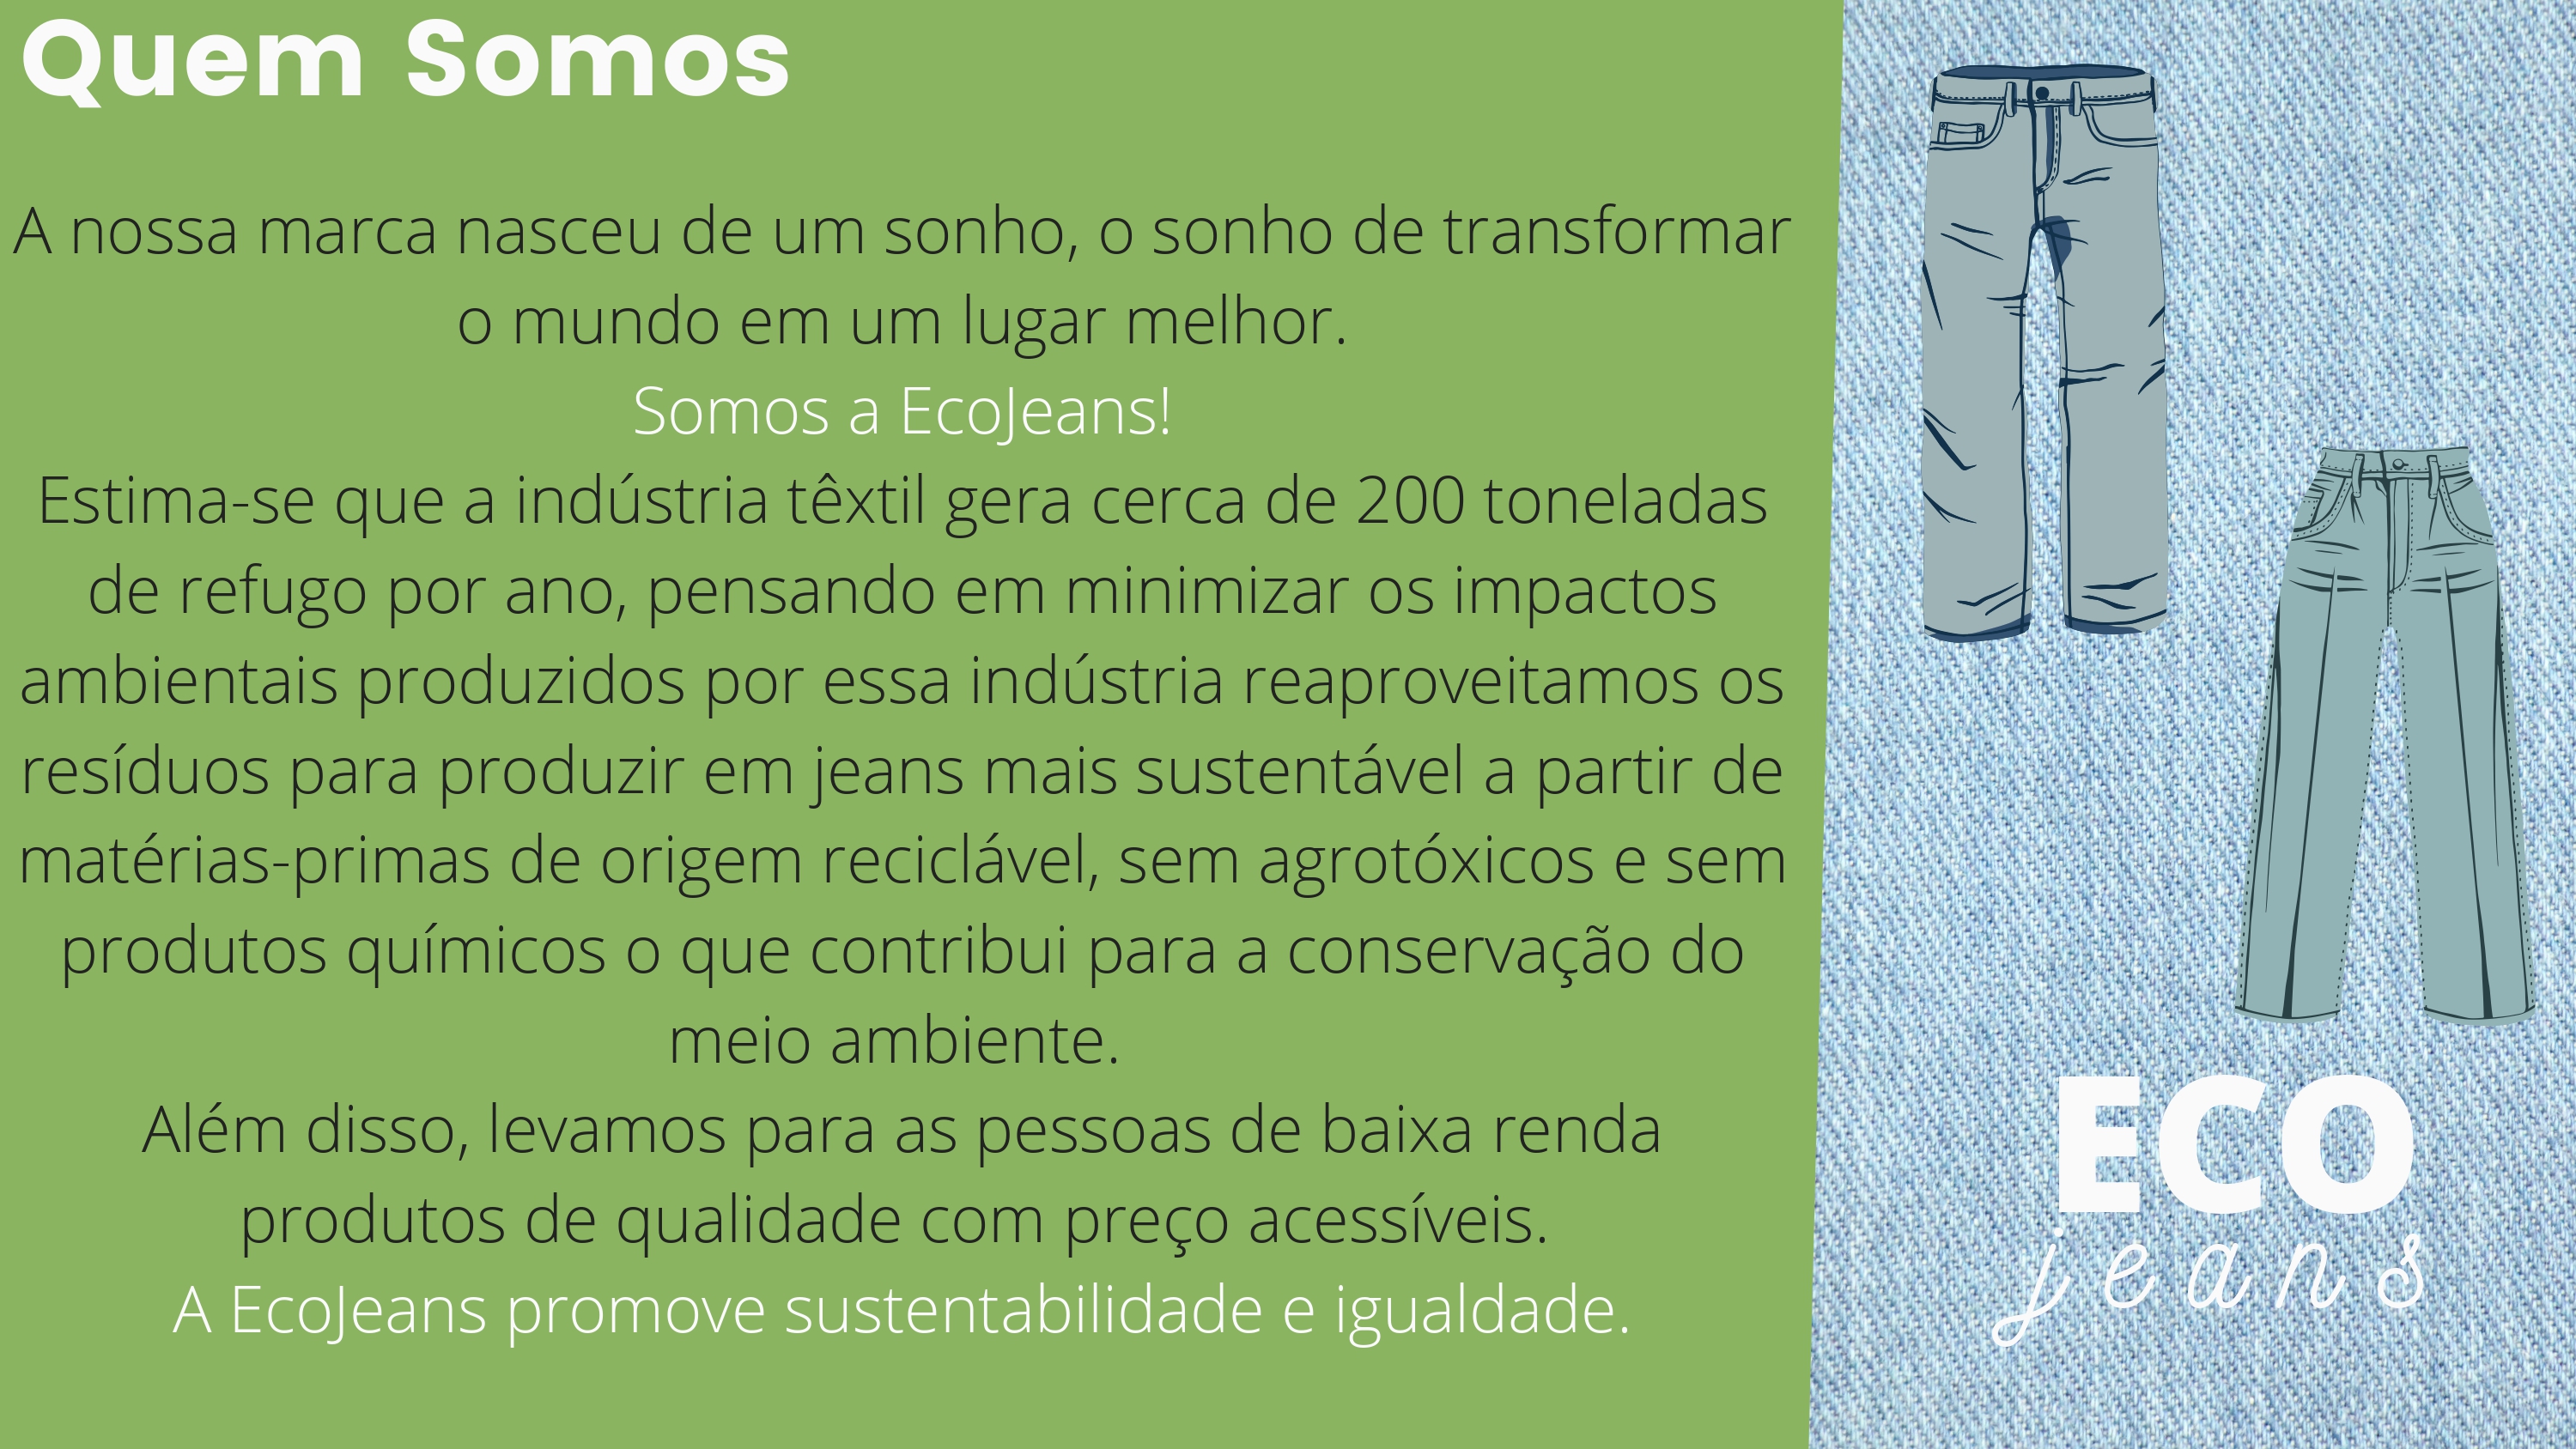 Quem Somos
A nossa marca nasceu de um sonho, o sonho de transformar
o mundo em um lugar melhor.
Somos a EcoJeans!
Estima-se que a indústria têxtil gera cerca de 200 toneladas
de refugo por ano, pensando em minimizar os impactos
ambientais produzidos por essa indústria reaproveitamos os
resíduos para produzir em jeans mais sustentável a partir de
matérias-primas de origem reciclável, sem agrotóxicos e sem
produtos químicos o que contribui para a conservação do
meio ambiente.
Além disso, levamos para as pessoas de baixa renda
produtos de qualidade com preço acessíveis.
A EcoJeans promove sustentabilidade e igualdade.
ECO
jeans